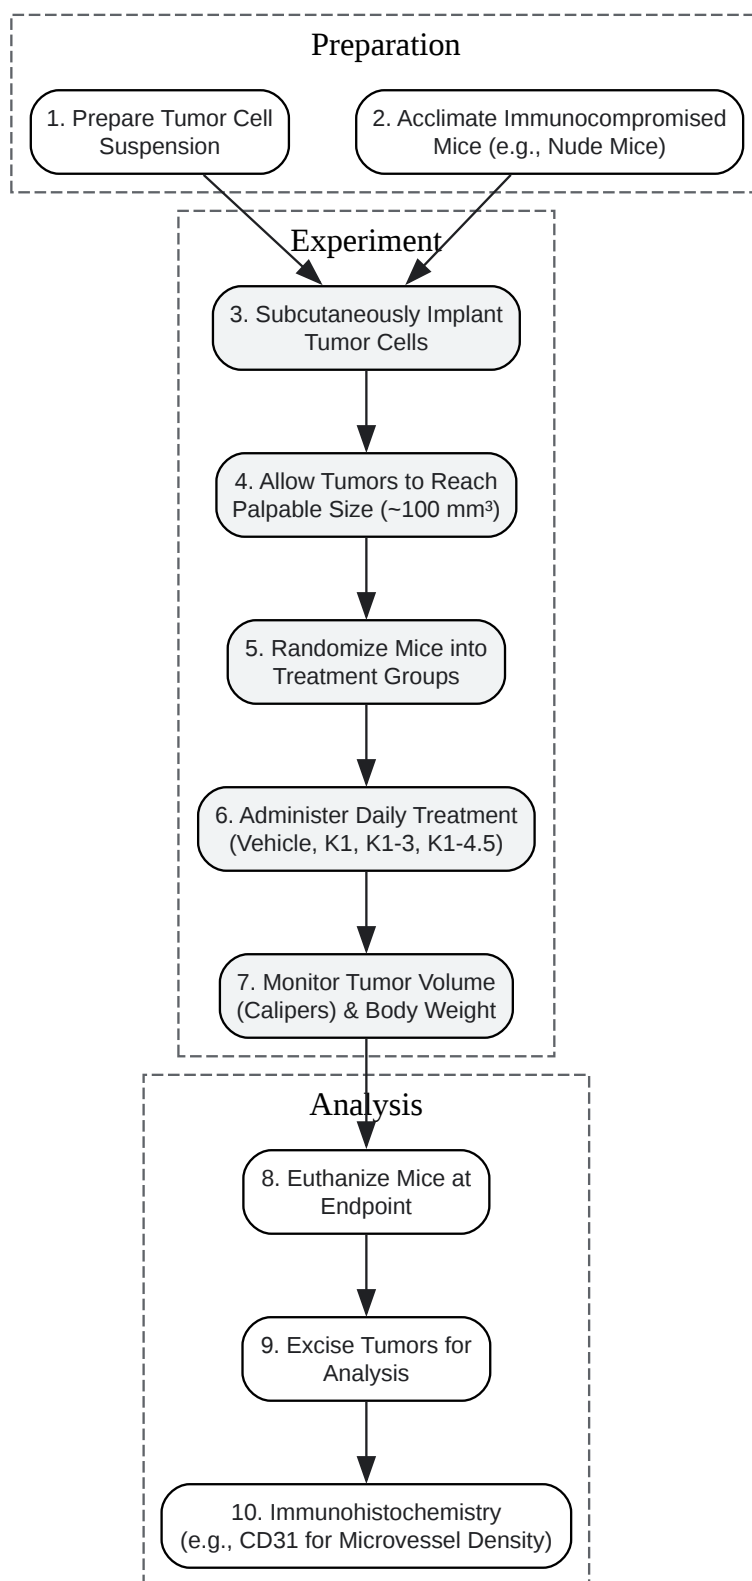 Preparation
1. Prepare Tumor Cell
Suspension
2. Acclimate Immunocompromised
Mice (e.g., Nude Mice)
Experiment
3. Subcutaneously Implant
Tumor Cells
4. Allow Tumors to Reach
Palpable Size (~100 mm³)
5. Randomize Mice into
Treatment Groups
6. Administer Daily Treatment
(Vehicle, K1, K1-3, K1-4.5)
7. Monitor Tumor Volume
(Calipers) & Body Weight
Analysis
8. Euthanize Mice at
Endpoint
9. Excise Tumors for
Analysis
10. Immunohistochemistry
(e.g., CD31 for Microvessel Density)